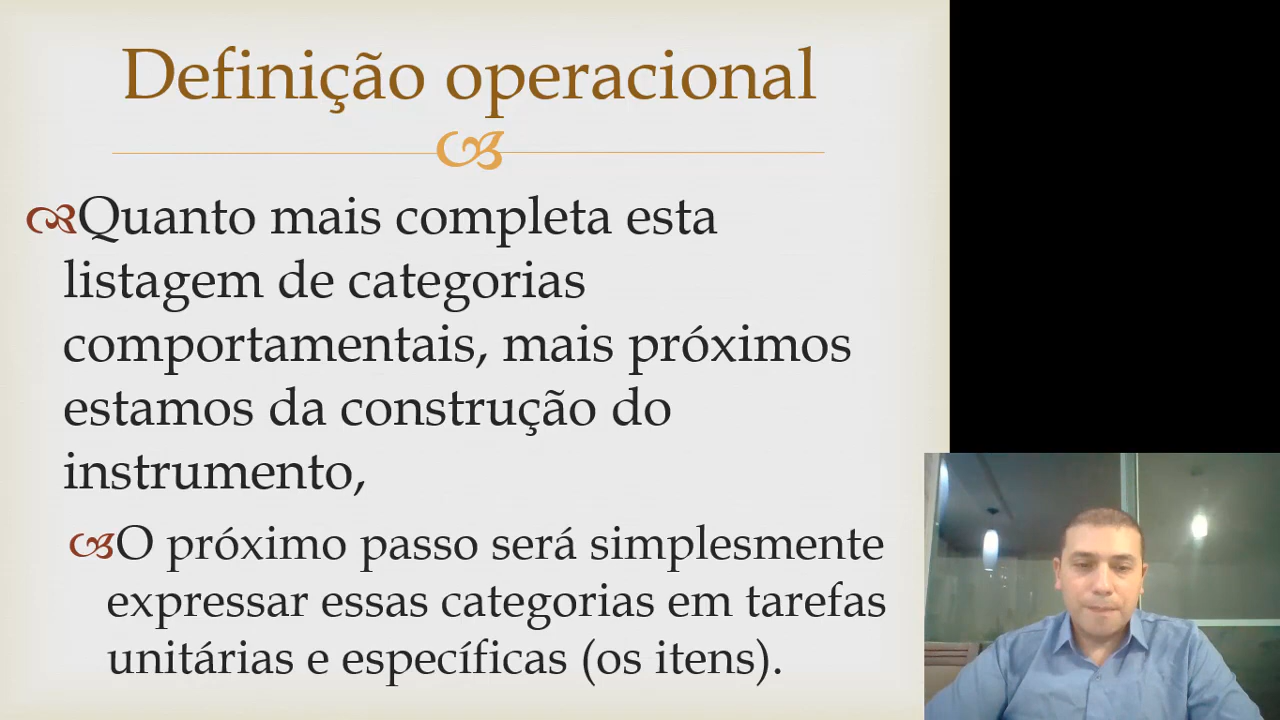 Definição operacional
Quanto mais completa esta
listagem de categorias
comportamentais, mais próximos
estamos da construção do
instrumento,
O próximo passo será simplesmente
expressar essas categorias em tarefas
unitárias e específicas (os itens).